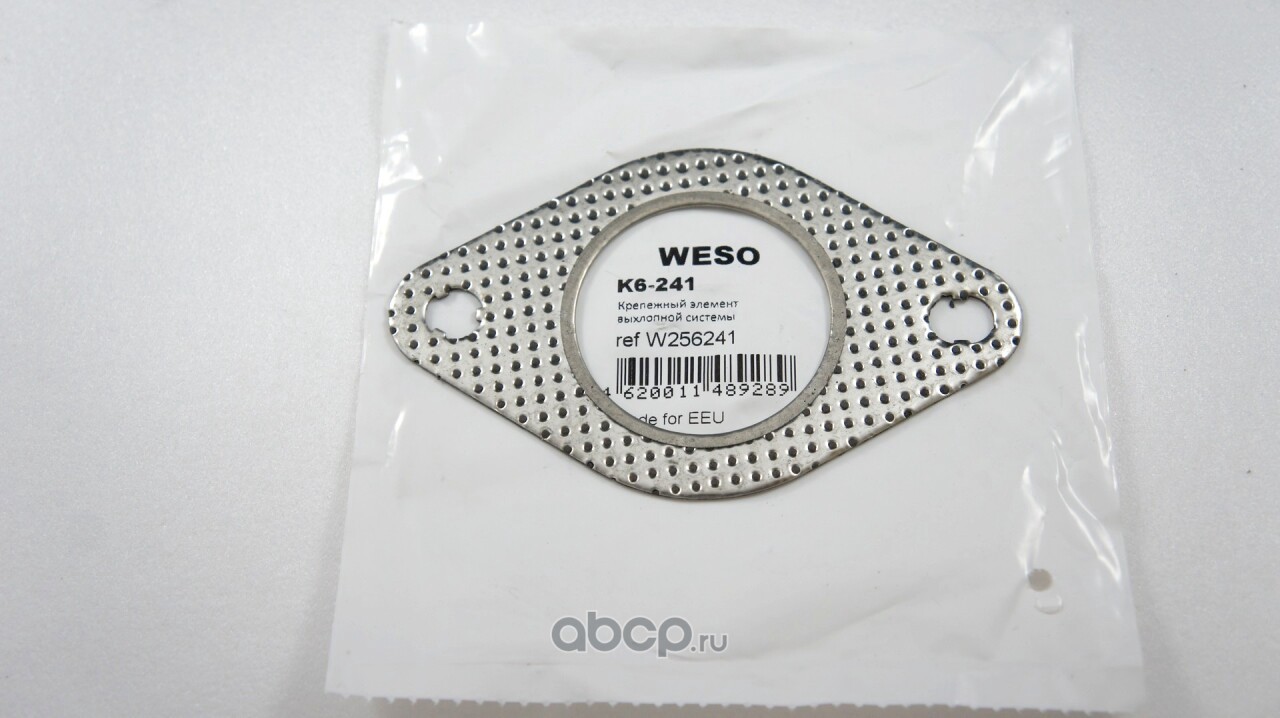 WESO
K6-241
Крепежный элемент
выхлопной системы
ref W256241
4 620011 489289
de for EEU
abcp.ru